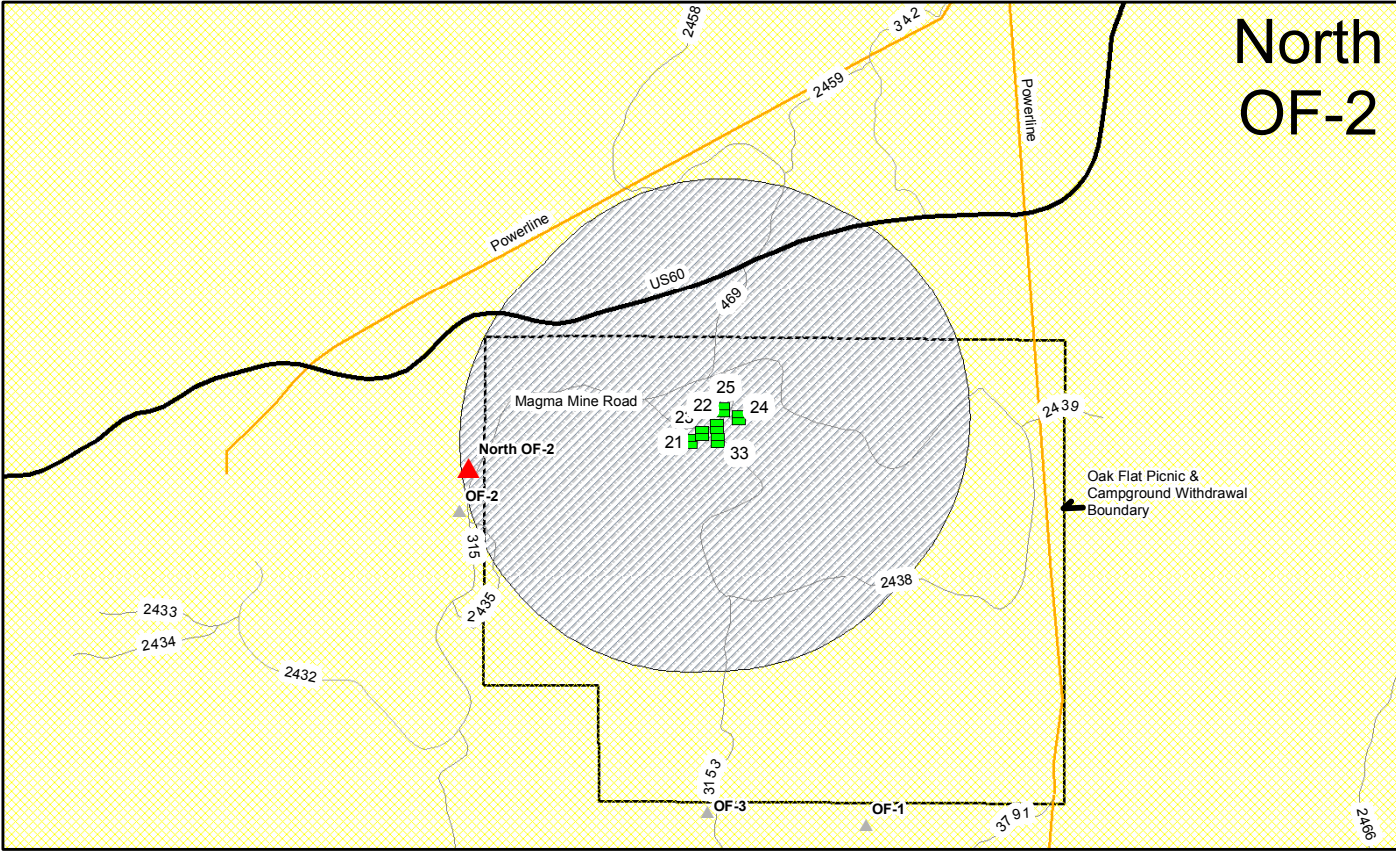 North
OF-2
2458
342
2459
Powerline
Powerline
US60
469
Magma Mine Road
25
22
24
21
33
2439
North OF-2
OF-2
Oak Flat Picnic &
Campground Withdrawal
Boundary
315
2435
2438
2433
2434
2432
3153
OF-3
OF-1
3791
2466